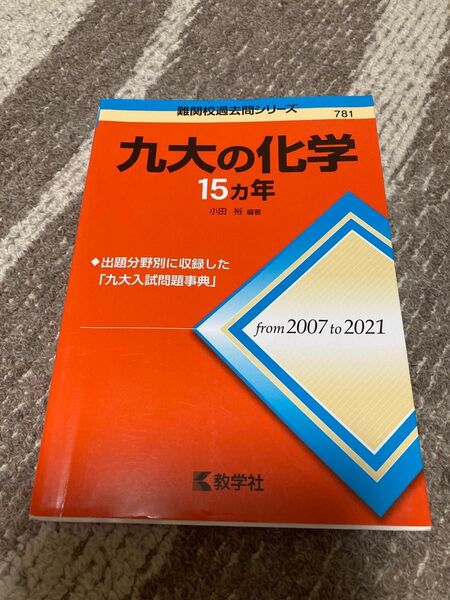 難関校過去問シリーズ
781
九大の化学
15ヵ年
小田 裕 編著
◆出題分野別に収録した
「九大入試問題事典」
from 2007 to 2021
教学社